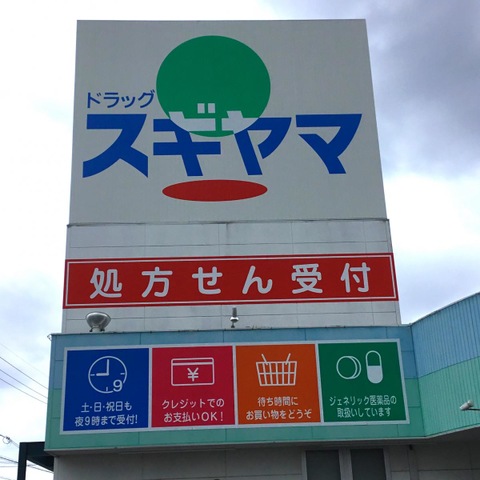 ドラッグ
スギヤマ
処方せん受付
9
土・日・祝日も
夜9時まで受付!
¥
クレジットでの
お支払いOK!
待ち時間に
お買い物をどうぞ
ジェネリック医薬品の
取扱いしています